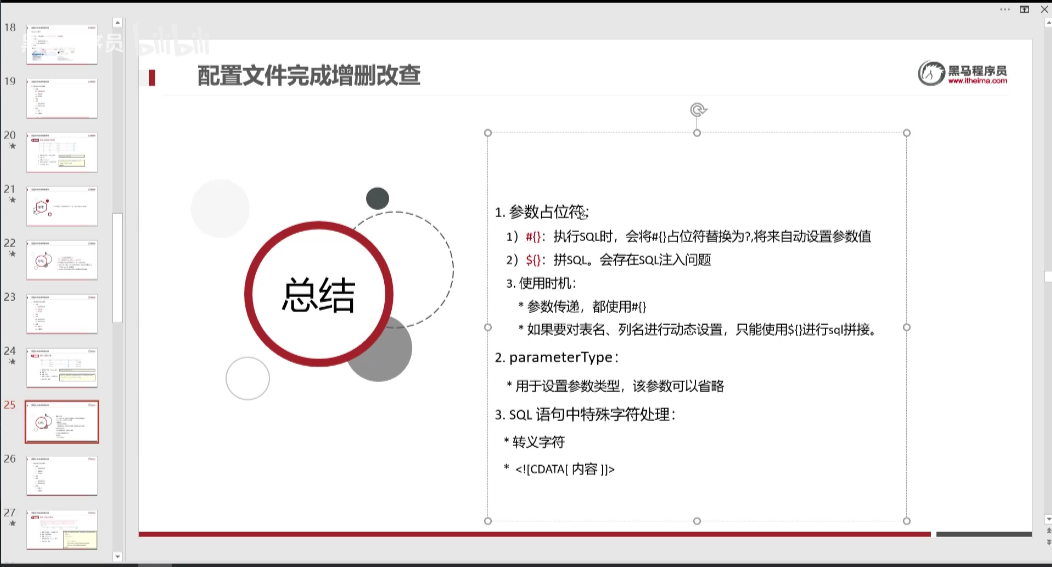 18
19
20
21
22
23
24
25
26
27
bilibili
配置文件完成增删改查
黑马程序员
www.itheima.com
总结
1. 参数占位符:
1）#{}：执行SQL时，会将#{}占位符替换为?,将来自动设置参数值
2）${}：拼SQL。会存在SQL注入问题
3. 使用时机：
* 参数传递，都使用#{}
* 如果要对表名、列名进行动态设置，只能使用${}进行sql拼接。
2. parameterType：
* 用于设置参数类型，该参数可以省略
3. SQL 语句中特殊字符处理：
* 转义字符
* <![CDATA[ 内容 ]]>